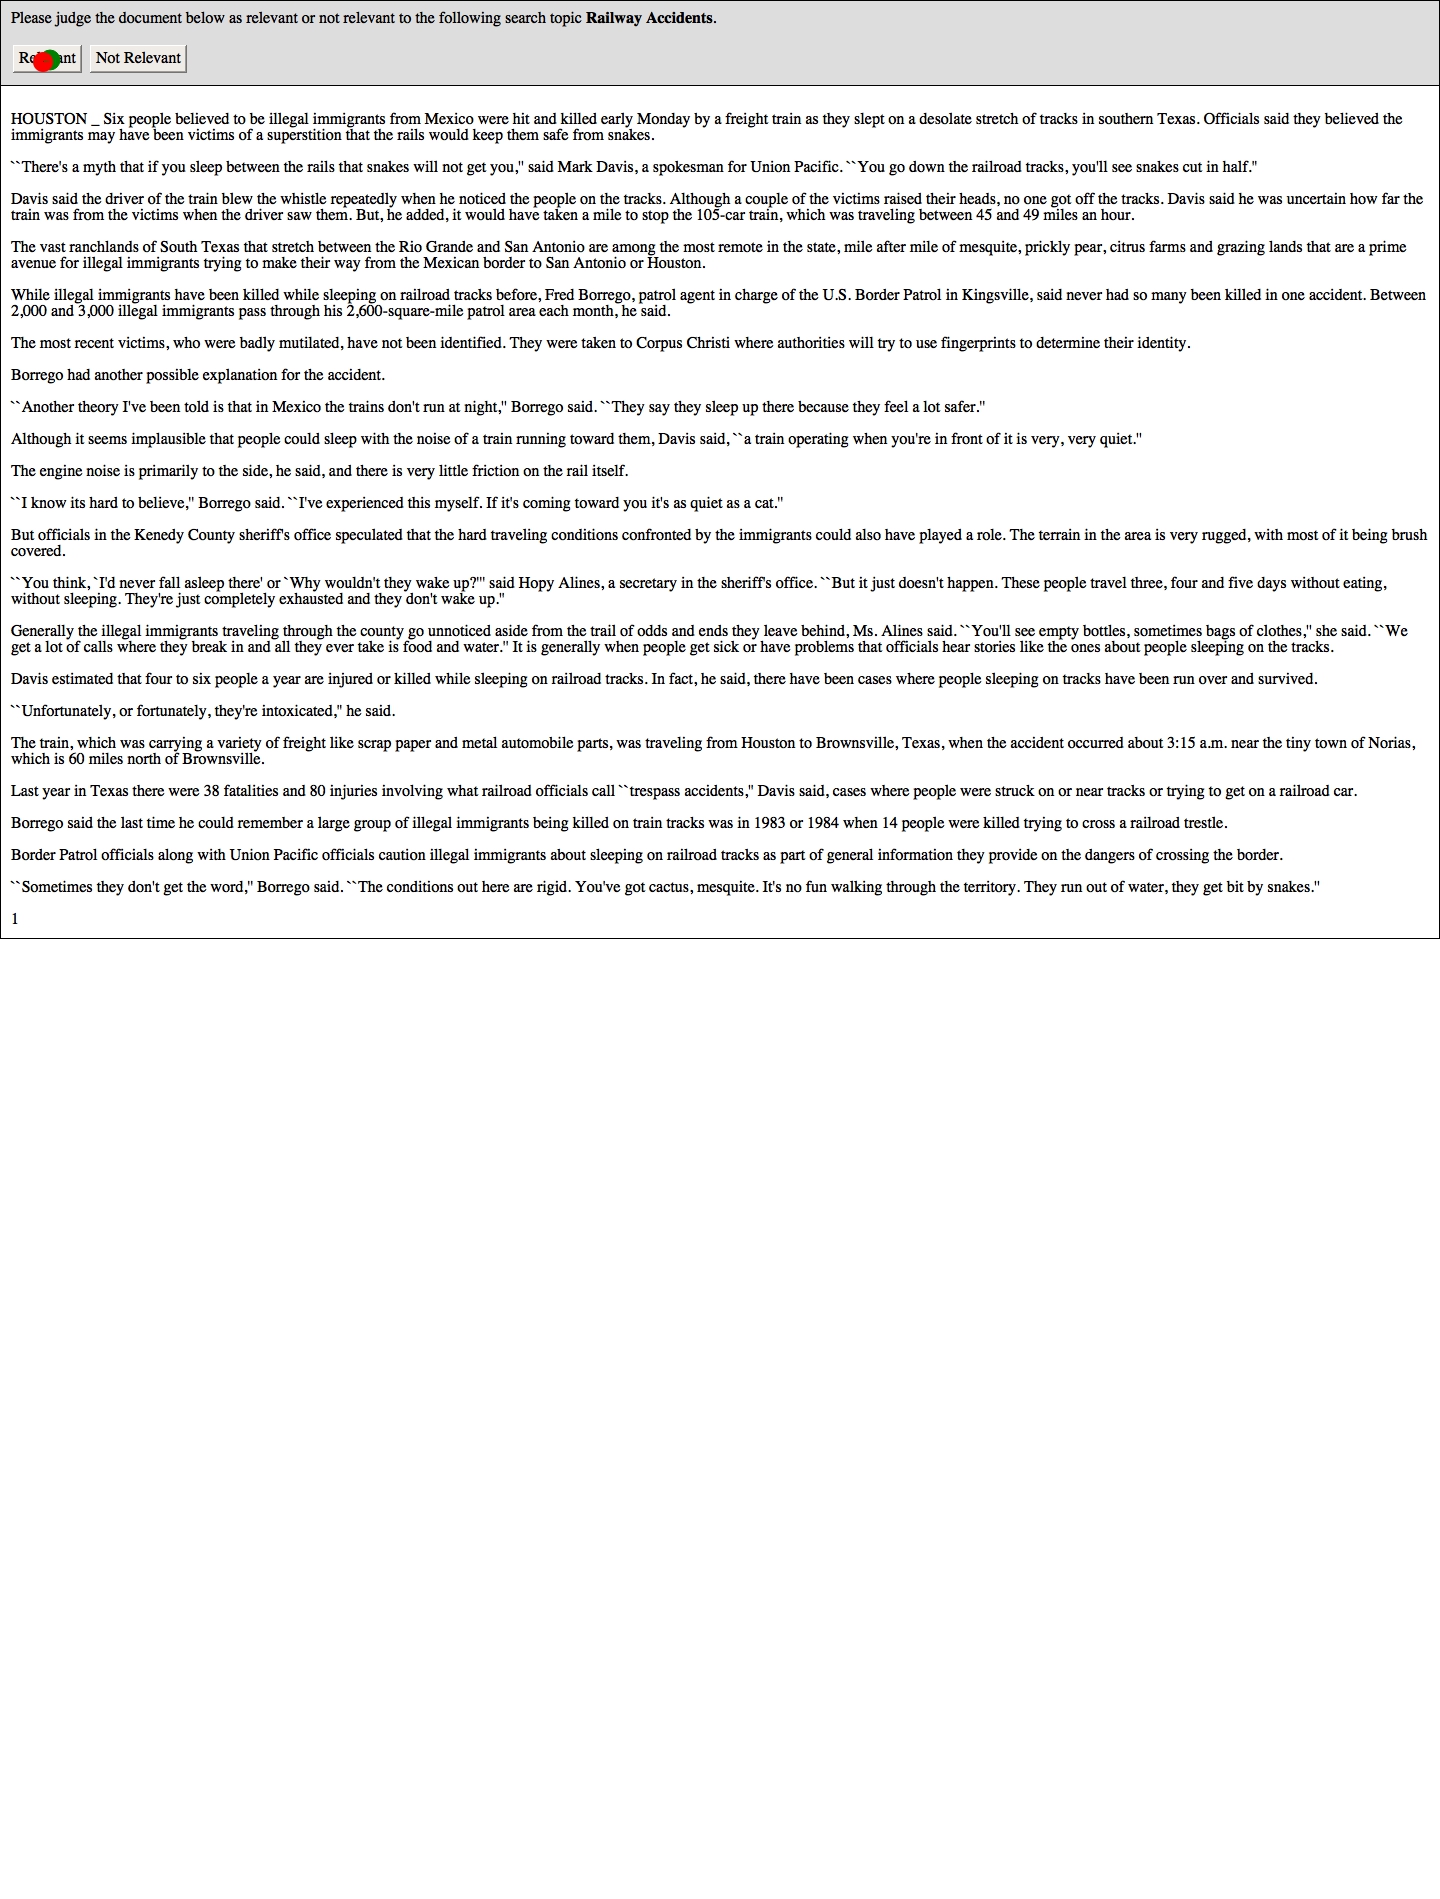 Please judge the document below as relevant or not relevant to the following search topic Railway Accidents.
Not Relevant
HOUSTON _ Six people believed to be illegal immigrants from Mexico were hit and killed early Monday by a freight train as they slept on a desolate stretch of tracks in southern Texas. Officials said they believed the
immigrants may have been victims of a superstition that the rails would keep them safe from snakes.
``There's a myth that if you sleep between the rails that snakes will not get you,'' said Mark Davis, a spokesman for Union Pacific. ``You go down the railroad tracks, you'll see snakes cut in half.''
Davis said the driver of the train blew the whistle repeatedly when he noticed the people on the tracks. Although a couple of the victims raised their heads, no one got off the tracks. Davis said he was uncertain how far the
train was from the victims when the driver saw them. But, he added, it would have taken a mile to stop the 105-car train, which was traveling between 45 and 49 miles an hour.
The vast ranchlands of South Texas that stretch between the Rio Grande and San Antonio are among the most remote in the state, mile after mile of mesquite, prickly pear, citrus farms and grazing lands that are a prime
avenue for illegal immigrants trying to make their way from the Mexican border to San Antonio or Houston.
While illegal immigrants have been killed while sleeping on railroad tracks before, Fred Borrego, patrol agent in charge of the U.S. Border Patrol in Kingsville, said never had so many been killed in one accident. Between
2,000 and 3,000 illegal immigrants pass through his 2,600-square-mile patrol area each month, he said.
The most recent victims, who were badly mutilated, have not been identified. They were taken to Corpus Christi where authorities will try to use fingerprints to determine their identity.
Borrego had another possible explanation for the accident.
``Another theory I've been told is that in Mexico the trains don't run at night,'' Borrego said. ``They say they sleep up there because they feel a lot safer.''
Although it seems implausible that people could sleep with the noise of a train running toward them, Davis said, ``a train operating when you're in front of it is very, very quiet.''
The engine noise is primarily to the side, he said, and there is very little friction on the rail itself.
``I know its hard to believe,'' Borrego said. ``I've experienced this myself. If it's coming toward you it's as quiet as a cat.''
But officials in the Kenedy County sheriff's office speculated that the hard traveling conditions confronted by the immigrants could also have played a role. The terrain in the area is very rugged, with most of it being brush
covered.
``You think, `I'd never fall asleep there' or `Why wouldn't they wake up?''' said Hopy Alines, a secretary in the sheriff's office. ``But it just doesn't happen. These people travel three, four and five days without eating,
without sleeping. They're just completely exhausted and they don't wake up.''
Generally the illegal immigrants traveling through the county go unnoticed aside from the trail of odds and ends they leave behind, Ms. Alines said. ``You'll see empty bottles, sometimes bags of clothes,'' she said. ``We
get a lot of calls where they break in and all they ever take is food and water.'' It is generally when people get sick or have problems that officials hear stories like the ones about people sleeping on the tracks.
Davis estimated that four to six people a year are injured or killed while sleeping on railroad tracks. In fact, he said, there have been cases where people sleeping on tracks have been run over and survived.
``Unfortunately, or fortunately, they're intoxicated,'' he said.
The train, which was carrying a variety of freight like scrap paper and metal automobile parts, was traveling from Houston to Brownsville, Texas, when the accident occurred about 3:15 a.m. near the tiny town of Norias,
which is 60 miles north of Brownsville.
Last year in Texas there were 38 fatalities and 80 injuries involving what railroad officials call ``trespass accidents,'' Davis said, cases where people were struck on or near tracks or trying to get on a railroad car.
Borrego said the last time he could remember a large group of illegal immigrants being killed on train tracks was in 1983 or 1984 when 14 people were killed trying to cross a railroad trestle.
Border Patrol officials along with Union Pacific officials caution illegal immigrants about sleeping on railroad tracks as part of general information they provide on the dangers of crossing the border.
``Sometimes they don't get the word,'' Borrego said. ``The conditions out here are rigid. You've got cactus, mesquite. It's no fun walking through the territory. They run out of water, they get bit by snakes.''
1